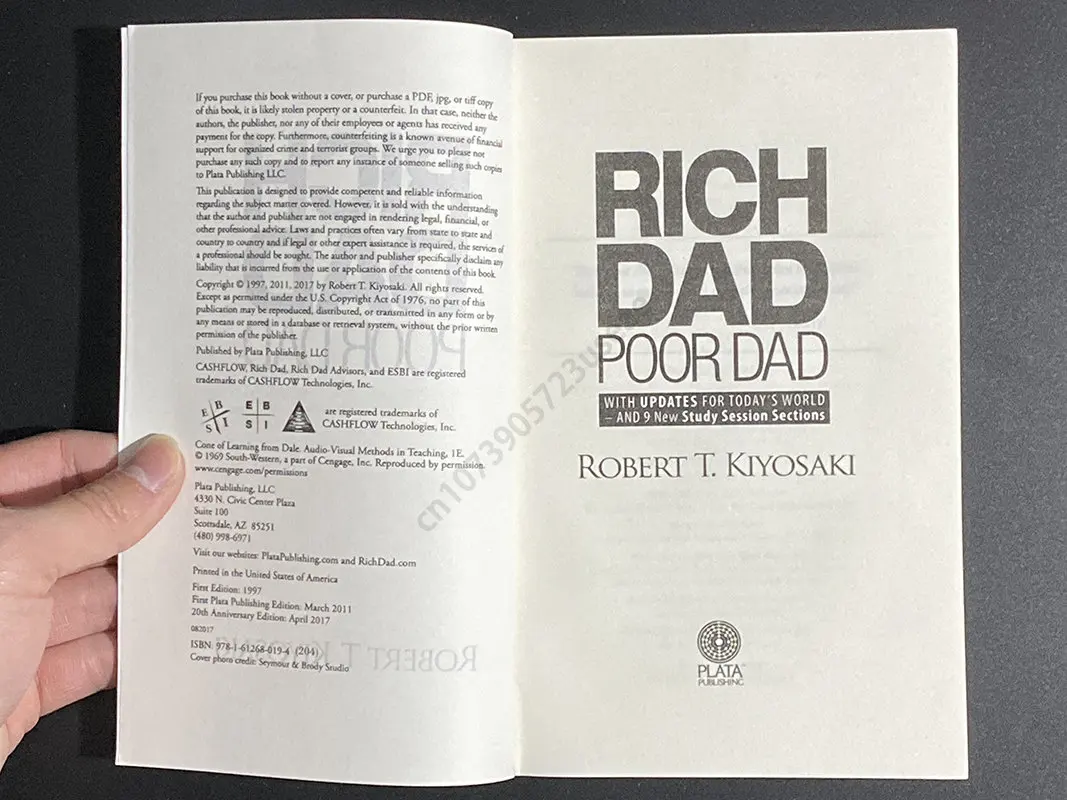 If you purchase this book without a cover, or purchase a PDF, jpg, or tiff copy
of this book, it is likely stolen property or a counterfeit. In that case, neither the
authors, the publisher, nor any of their employees or agents has received any
payment for the copy. Furthermore, counterfeiting is a known avenue of financial
support for organized crime and terrorist groups. We urge you to please not
purchase any such copy and to report any instance of someone selling such copies
to Plata Publishing LLC.
This publication is designed to provide competent and reliable information
regarding the subject matter covered. However, it is sold with the understanding
that the author and publisher are not engaged in rendering legal, financial, or
other professional advice. Laws and practices often vary from state to state and
country to country and if legal or other expert assistance is required, the services of
a professional should be sought. The author and publisher specifically disclaim any
liability that is incurred from the use or application of the contents of this book.
Copyright © 1997, 2011, 2017 by Robert T. Kiyosaki. All rights reserved.
Except as permitted under the U.S. Copyright Act of 1976, no part of this
publication may be reproduced, distributed, or transmitted in any form or by
any means or stored in a database or retrieval system, without the prior written
permission of the publisher.
Published by Plata Publishing, LLC
CASHFLOW, Rich Dad, Rich Dad Advisors, and ESBI are registered
trademarks of CASHFLOW Technologies, Inc.
E B
S I
E B
S I
are registered trademarks of
CASHFLOW Technologies, Inc.
Cone of Learning from Dale. Audio-Visual Methods in Teaching, 1E.
© 1969 South-Western, a part of Cengage, Inc. Reproduced by permission.
www.cengage.com/permissions
Plata Publishing, LLC
4330 N. Civic Center Plaza
Suite 100
Scottsdale, AZ 85251
(480) 998-6971
Visit our websites: PlataPublishing.com and RichDad.com
Printed in the United States of America
First Edition: 1997
First Plata Publishing Edition: March 2011
20th Anniversary Edition: April 2017
082017
ISBN: 978-1-61268-019-4 (204)
Cover photo credit: Seymour & Brody Studio
RICH
DAD
POOR DAD
WITH UPDATES FOR TODAY'S WORLD
– AND 9 New Study Session Sections
ROBERT T. KIYOSAKI
PLATA™
PUBLISHING